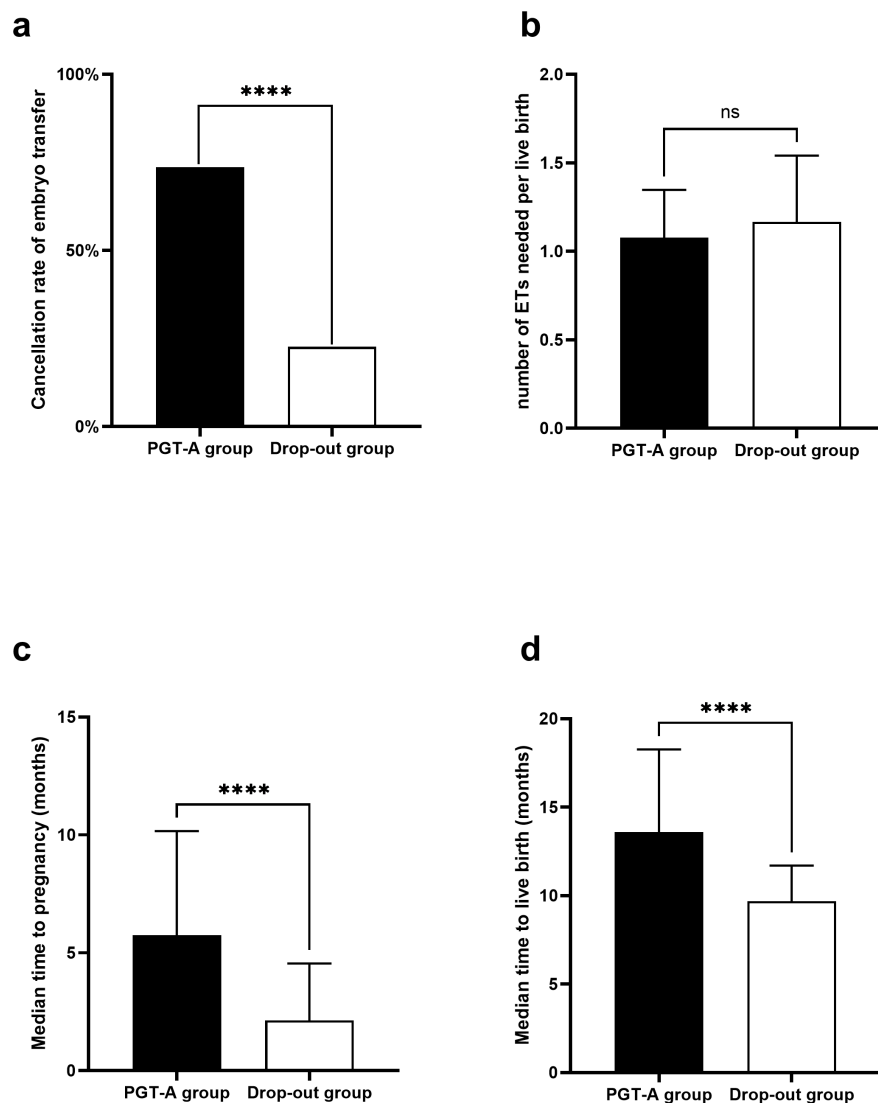 a
Cancellation rate of embryo transfer
100%
50%
0%
****
PGT-A group
Drop-out group
b
number of ETs needed per live birth
2.0
1.5
1.0
0.5
0.0
ns
PGT-A group
Drop-out group
c
Median time to pregnancy (months)
15
10
5
0
****
PGT-A group
Drop-out group
d
Median time to live birth (months)
20
15
10
5
0
****
PGT-A group
Drop-out group